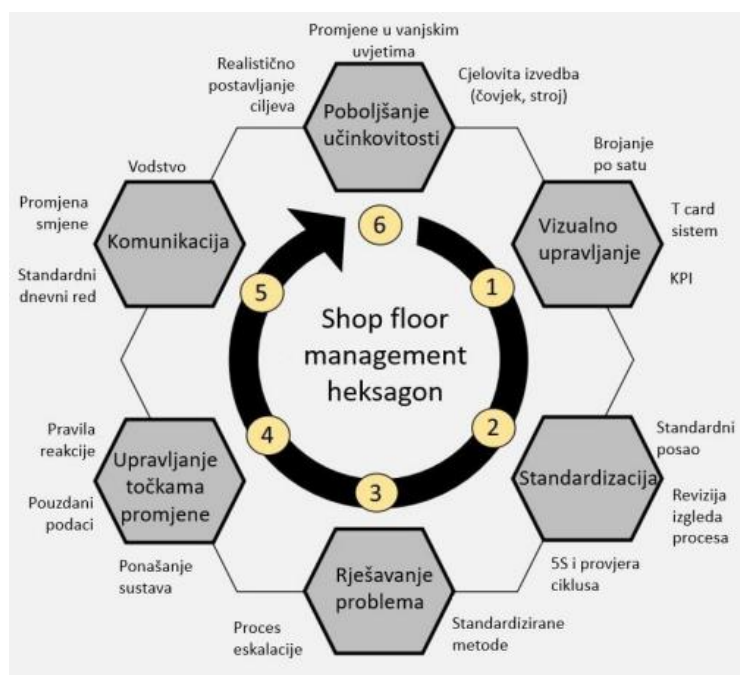 Promjene u vanjskim
uvjetima
Realistično
postavljanje
ciljeva
Poboljšanje
učinkovitosti
Cjelovita izvedba
(čovjek, stroj)
Brojanje
po satu
Vizualno
upravljanje
T card
sistem
KPI
Vodstvo
Promjena
smjene
Komunikacija
Standardni
dnevni red
6
1
5
Shop floor
management
heksagon
2
4
3
Standardni
posao
Standardizacija
Revizija
izgleda
procesa
5S i provjera
ciklusa
Pravila
reakcije
Upravljanje
točkama
promjene
Pouzdani
podaci
Ponašanje
sustava
Rješavanje
problema
Proces
eskalacije
Standardizirane
metode